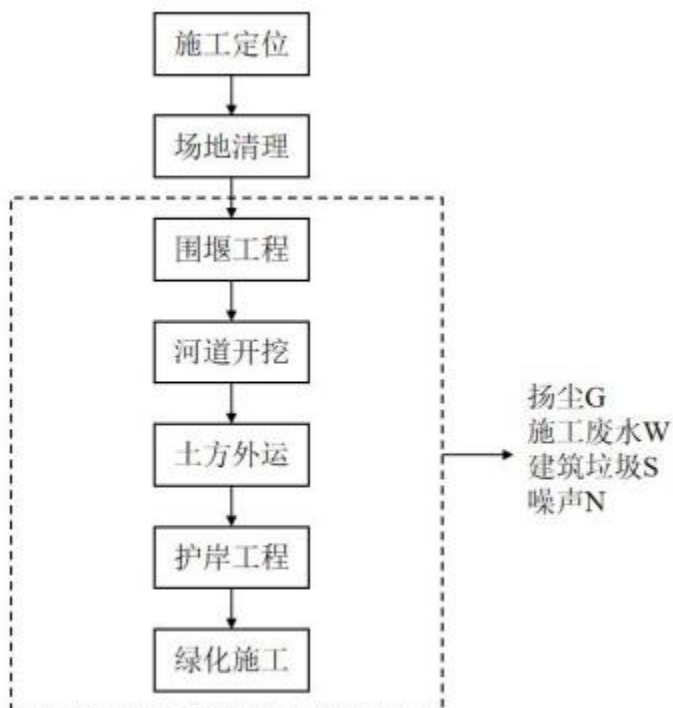 施工定位
场地清理
围堰工程
河道开挖
土方外运
护岸工程
绿化施工
扬尘G
施工废水W
建筑垃圾S
噪声N